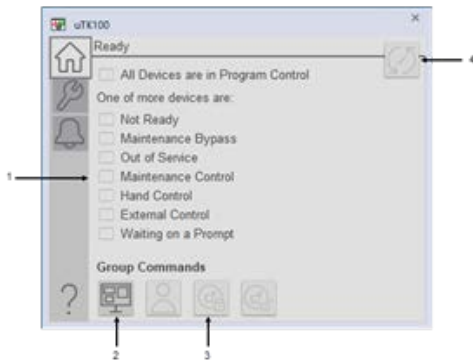 uTK100
Ready
4
All Devices are in Program Control
One of more devices are:
Not Ready
Maintenance Bypass
Out of Service
1
Maintenance Control
Hand Control
External Control
Waiting on a Prompt
Group Commands
?
2
3